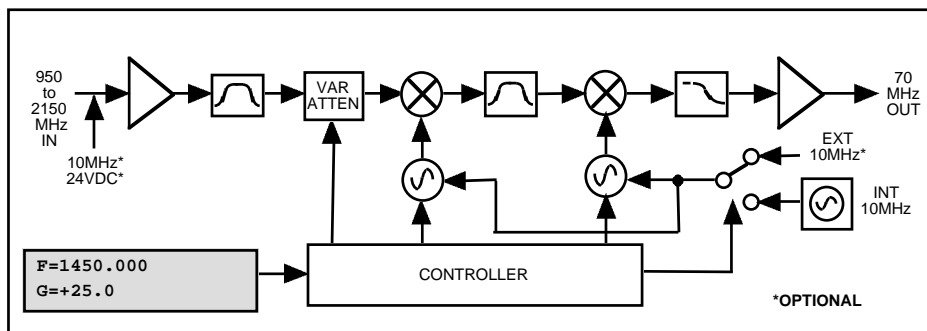 950
to
2150
MHz
IN
10MHz*
24VDC*
VAR
ATTEN
70
MHz
OUT
EXT
10MHz*
INT
10MHz
F=1450.000
G=+25.0
CONTROLLER
*OPTIONAL